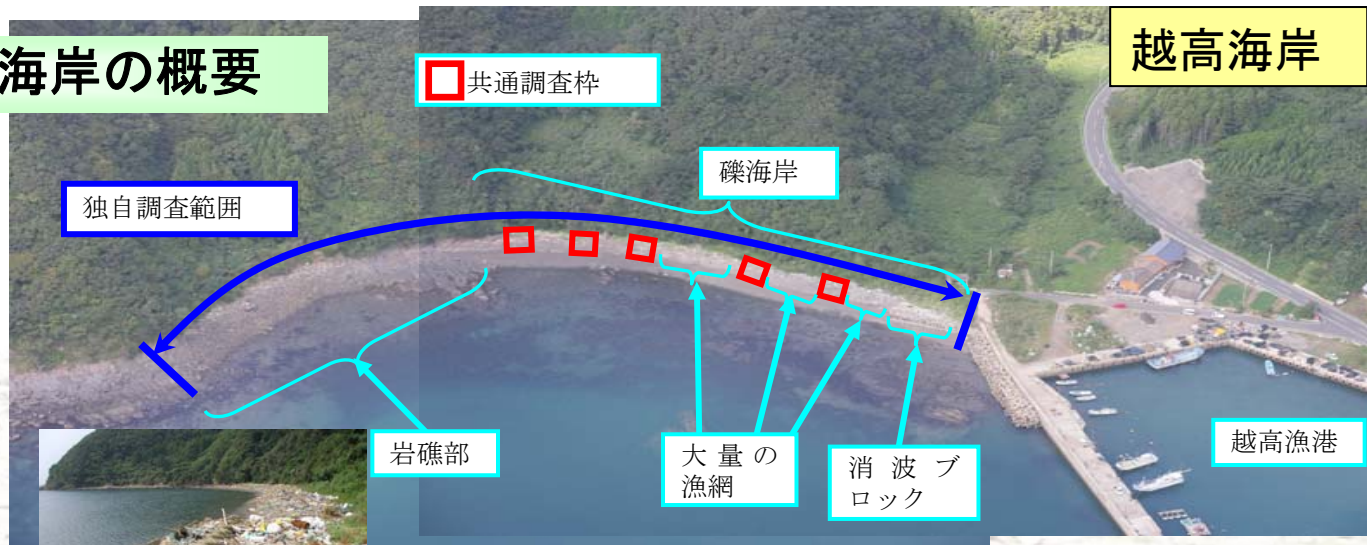 海岸の概要
越高海岸
共通調査枠
礫海岸
独自調査範囲
岩礁部
大量の
漁網
消波ブ
ロック
越高漁港